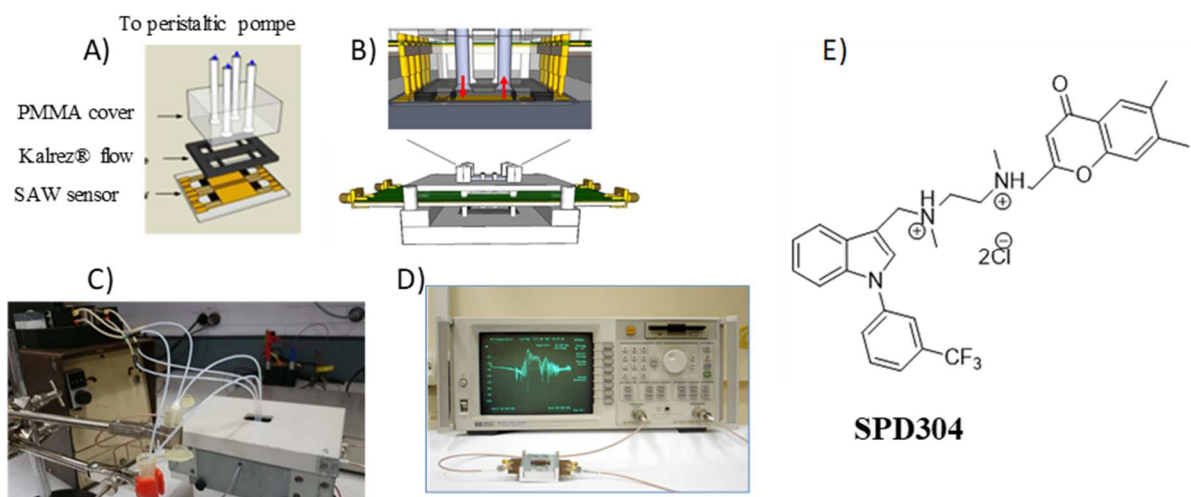 To peristaltic pompe
A)
B)
E)
PMMA cover
Kalrez® flow
SAW sensor
C)
D)
O
O
NH
⊕
N
H
⊕
2Cl
⊖
N
CF₃
SPD304